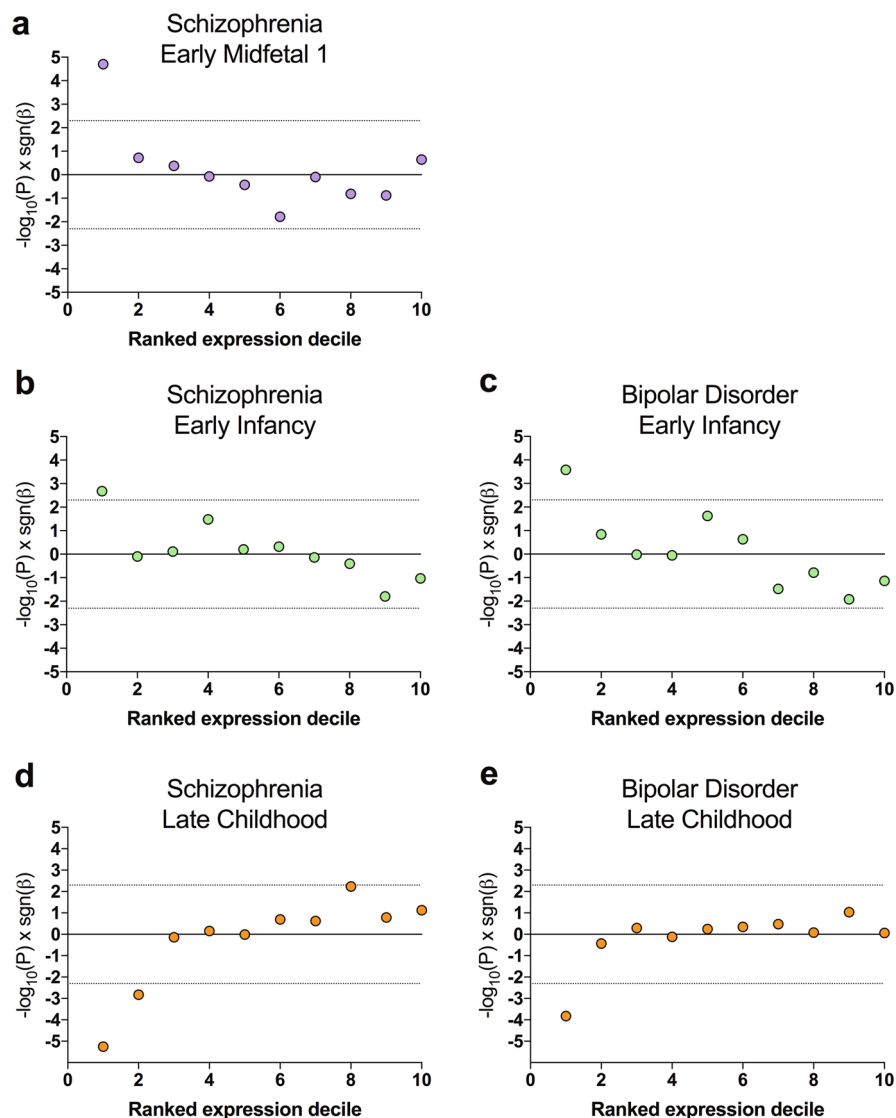 a
Schizophrenia
Early Midfetal 1
-log10(P) x sgn(β)
5
4
3
2
1
0
-1
-2
-3
-4
-5
0 2 4 6 8 10
Ranked expression decile
b
Schizophrenia
Early Infancy
-log10(P) x sgn(β)
5
4
3
2
1
0
-1
-2
-3
-4
-5
0 2 4 6 8 10
Ranked expression decile
c
Bipolar Disorder
Early Infancy
-log10(P) x sgn(β)
5
4
3
2
1
0
-1
-2
-3
-4
-5
0 2 4 6 8 10
Ranked expression decile
d
Schizophrenia
Late Childhood
-log10(P) x sgn(β)
5
4
3
2
1
0
-1
-2
-3
-4
-5
0 2 4 6 8 10
Ranked expression decile
e
Bipolar Disorder
Late Childhood
-log10(P) x sgn(β)
5
4
3
2
1
0
-1
-2
-3
-4
-5
0 2 4 6 8 10
Ranked expression decile